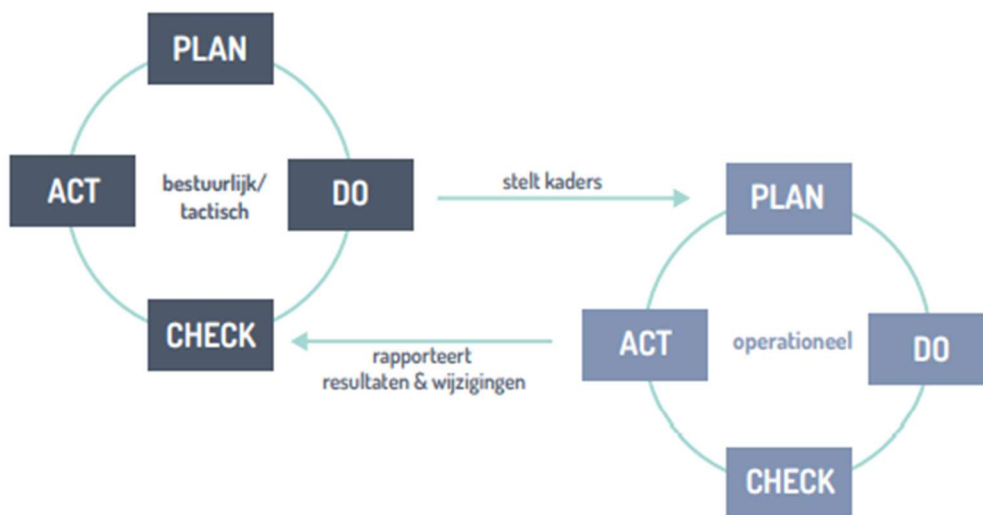 PLAN
ACT
bestuurlijk/
tactisch
DO
CHECK
stelt kaders
rapporteert
resultaten & wijzigingen
PLAN
ACT
operationeel
DO
CHECK